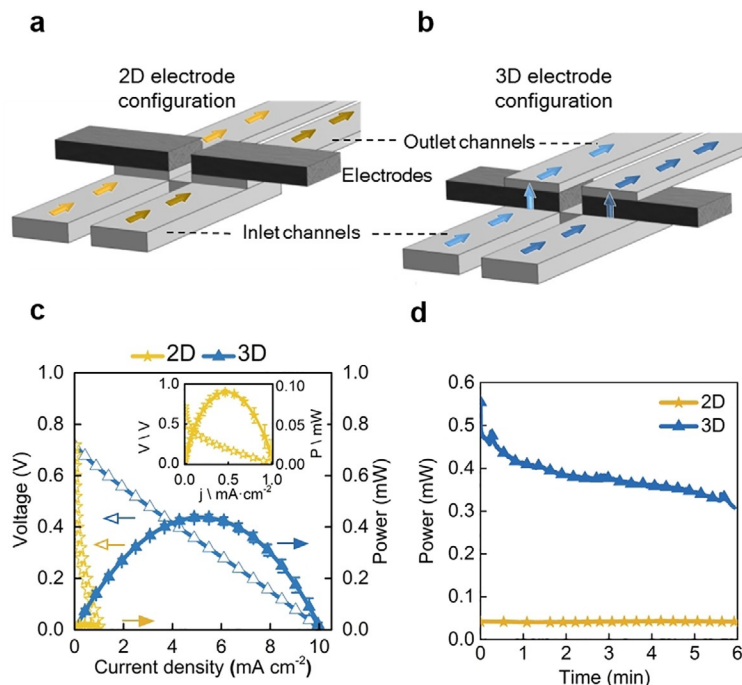 a
b
2D electrode
configuration
3D electrode
configuration
Outlet channels
Electrodes
Inlet channels
c
d
2D 3D
1.0
0.8
0.6
0.4
0.2
0.0
Voltage (V)
0 2 4 6 8 10
Current density (mA cm⁻²)
1.0
0.8
0.6
0.4
0.2
0.0
Power (mW)
1.0
0.5
0.0
V \ V
0.0 0.5 1.0
j \ mA·cm⁻²
0.10
0.05
0.00
P \ mW
0.6
0.5
0.4
0.3
0.2
0.1
0.0
Power (mW)
2D
3D
0 1 2 3 4 5 6
Time (min)